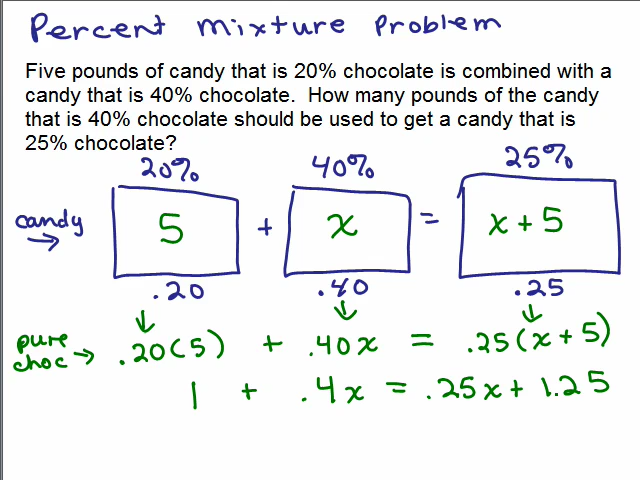 Percent Mixture Problem
Five pounds of candy that is 20% chocolate is combined with a
candy that is 40% chocolate.  How many pounds of the candy
that is 40% chocolate should be used to get a candy that is
25% chocolate?
20% 40% 25%
candy → 5 + x = x + 5
.20 .40 .25
↓ ↓ ↓
pure choc → .20(5) + .40x = .25(x + 5)
1 + .4x = .25x + 1.25